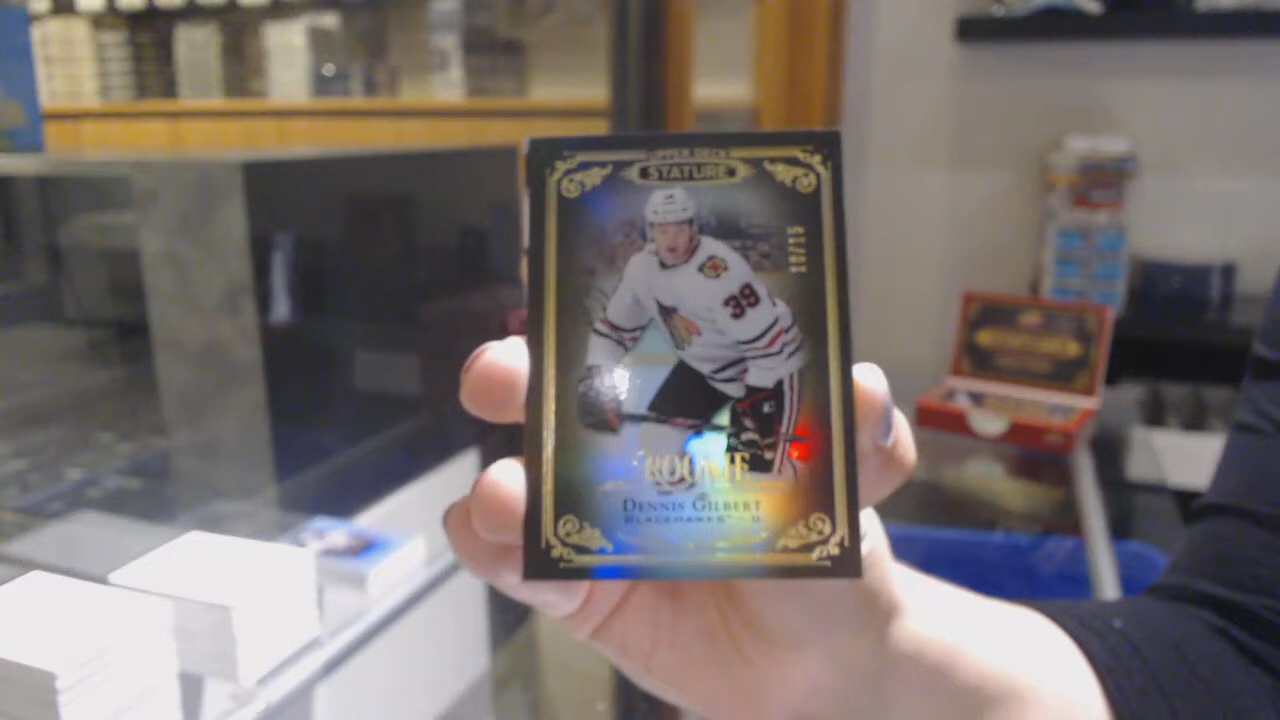 UPPER DECK
STATURE
39
ROOKIE
DENNIS GILBERT
BLACKHAWKS - D